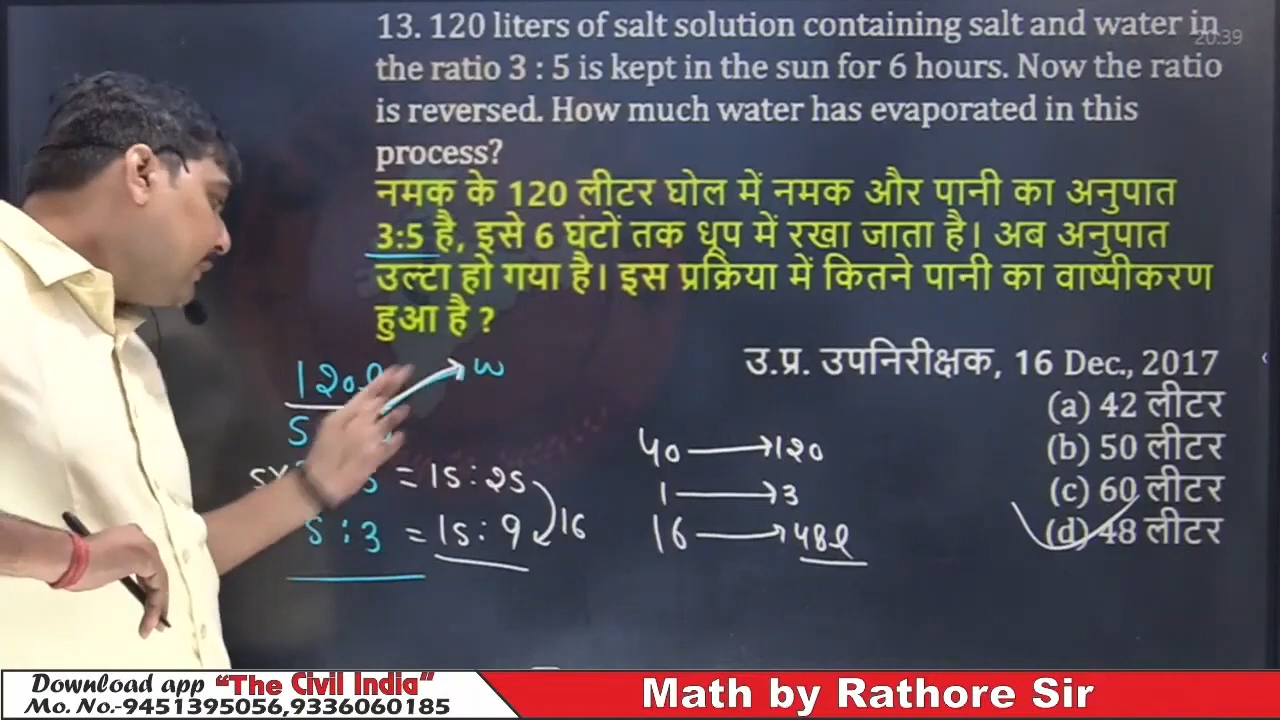 13. 120 liters of salt solution containing salt and water in
20:39
the ratio 3 : 5 is kept in the sun for 6 hours. Now the ratio
is reversed. How much water has evaporated in this
process?
नमक के 120 लीटर घोल में नमक और पानी का अनुपात
3:5 है, इसे 6 घंटों तक धूप में रखा जाता है। अब अनुपात
उल्टा हो गया है। इस प्रक्रिया में कितने पानी का वाष्पीकरण
हुआ है ?
उ.प्र. उपनिरीक्षक, 16 Dec., 2017
(a) 42 लीटर
(b) 50 लीटर
(c) 60 लीटर
(d) 48 लीटर
W
S
= 15:25
5:3 = 15:9
16
40 → 120
1 → 3
16 → 48l
Download app "The Civil India"
Mo. No.-9451395056,9336060185
Math by Rathore Sir